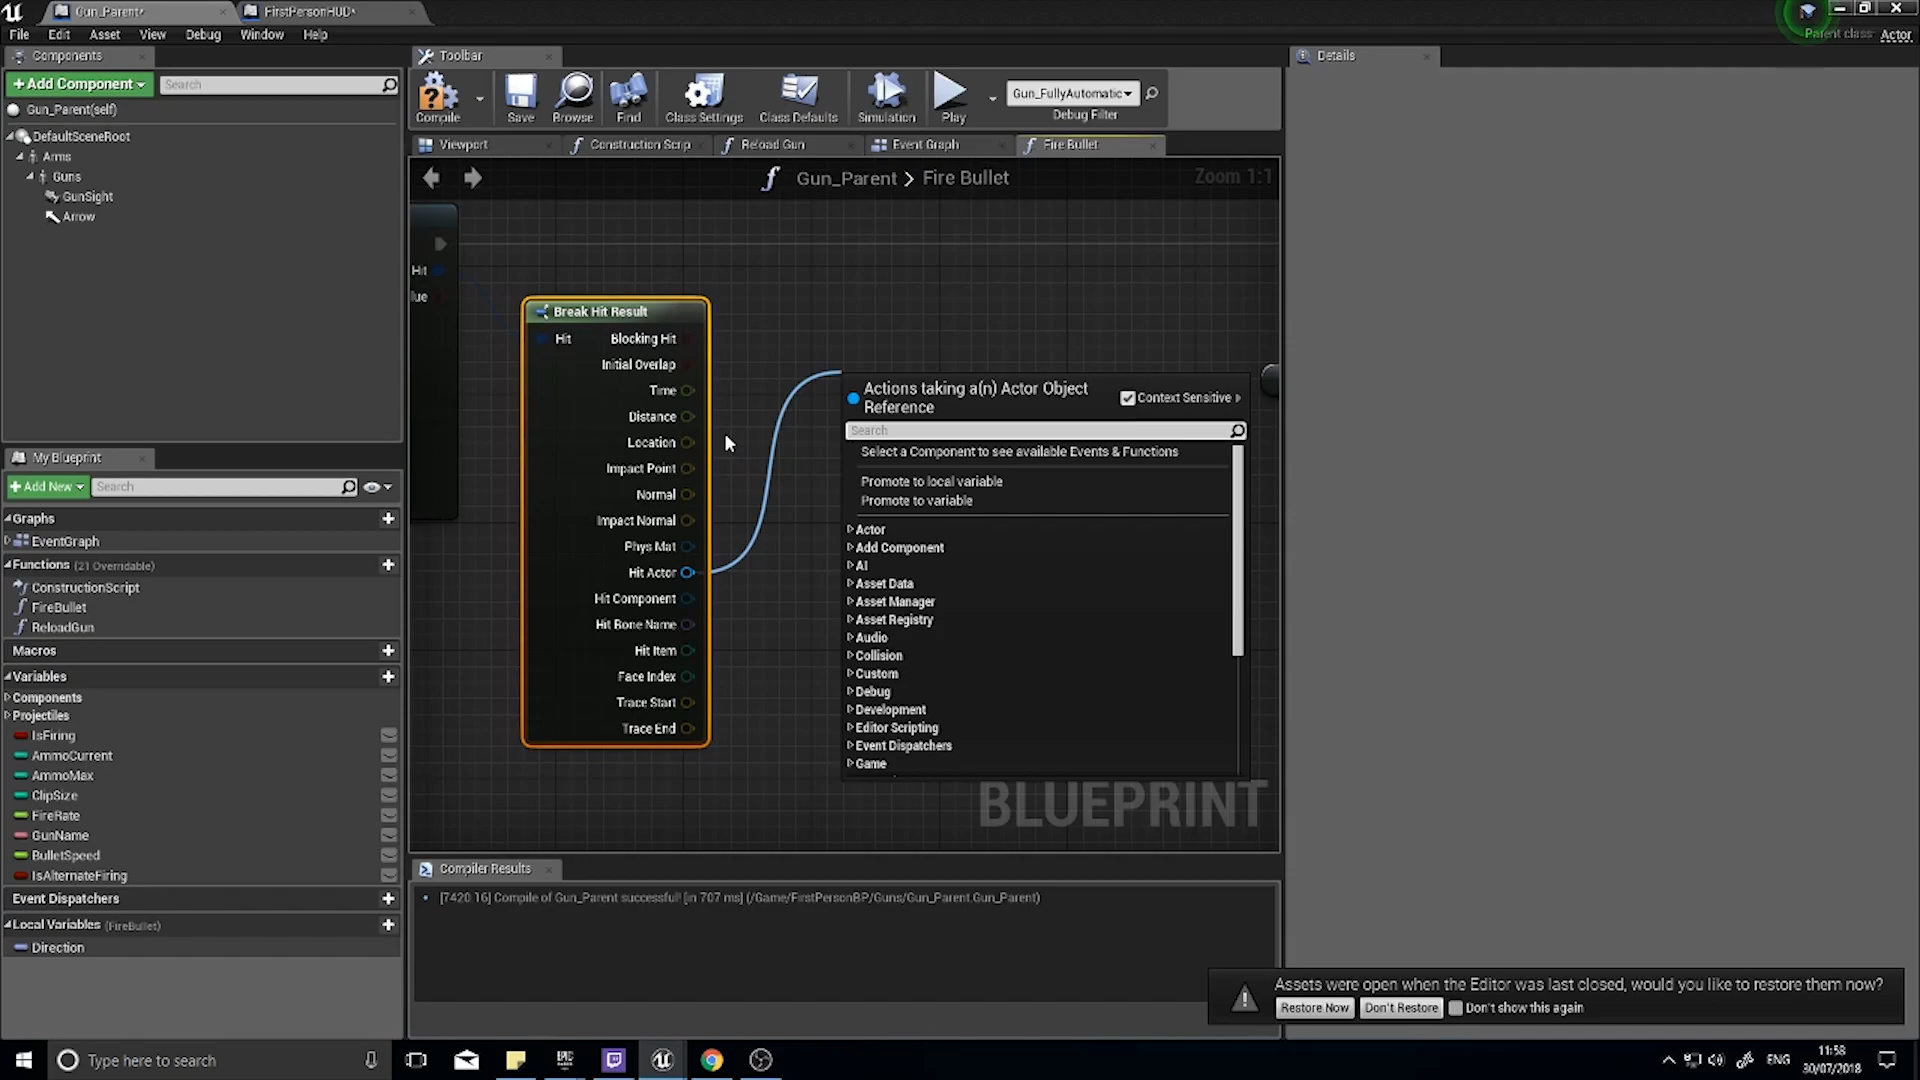 Gun_Parent*
FirstPersonHUD*
File Edit Asset View Debug Window Help
Parent class: Actor
Components
Toolbar
Details
+Add Component
Search
Gun_Parent(self)
DefaultSceneRoot
Arms
Guns
GunSight
Arrow
Compile
Save
Browse
Find
Class Settings
Class Defaults
Simulation
Play
Gun_FullyAutomatic
Debug Filter
Viewport
Construction Scrip
Reload Gun
Event Graph
Fire Bullet
Gun_Parent > Fire Bullet
Zoom 1:1
Hit
lue
Break Hit Result
Hit
Blocking Hit
Initial Overlap
Time
Distance
Location
Impact Point
Normal
Impact Normal
Phys Mat
Hit Actor
Hit Component
Hit Bone Name
Hit Item
Face Index
Trace Start
Trace End
Actions taking a(n) Actor Object
Reference
Context Sensitive
Search
Select a Component to see available Events & Functions
Promote to local variable
Promote to variable
Actor
Add Component
AI
Asset Data
Asset Manager
Asset Registry
Audio
Collision
Custom
Debug
Development
Editor Scripting
Event Dispatchers
Game
BLUEPRINT
My Blueprint
+Add New
Search
Graphs
EventGraph
Functions (21 Overridable)
ConstructionScript
FireBullet
ReloadGun
Macros
Variables
Components
Projectiles
IsFiring
AmmoCurrent
AmmoMax
ClipSize
FireRate
GunName
BulletSpeed
IsAlternateFiring
Event Dispatchers
Local Variables (FireBullet)
Direction
Compiler Results
[7420.16] Compile of Gun_Parent successful! [in 707 ms] (/Game/FirstPersonBP/Guns/Gun_Parent.Gun_Parent)
Assets were open when the Editor was last closed, would you like to restore them now?
Restore Now
Don't Restore
Don't show this again
Type here to search
EPIC
ENG
11:58
30/07/2018